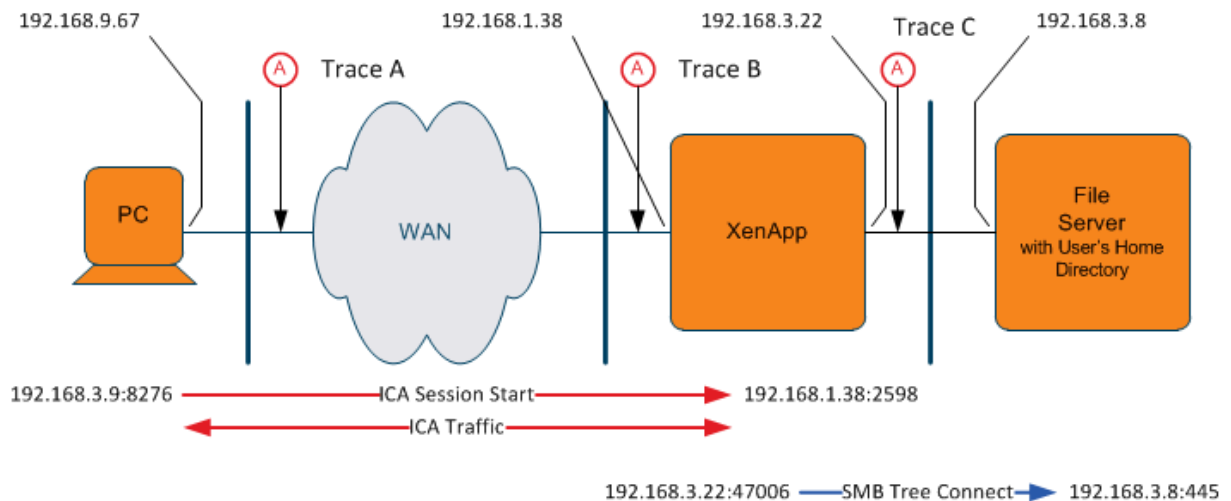 192.168.9.67
192.168.1.38
192.168.3.22
Trace C
192.168.3.8
A
Trace A
A
Trace B
A
PC
WAN
XenApp
File
Server
with User's Home
Directory
192.168.3.9:8276
ICA Session Start
192.168.1.38:2598
ICA Traffic
192.168.3.22:47006
SMB Tree Connect
192.168.3.8:445